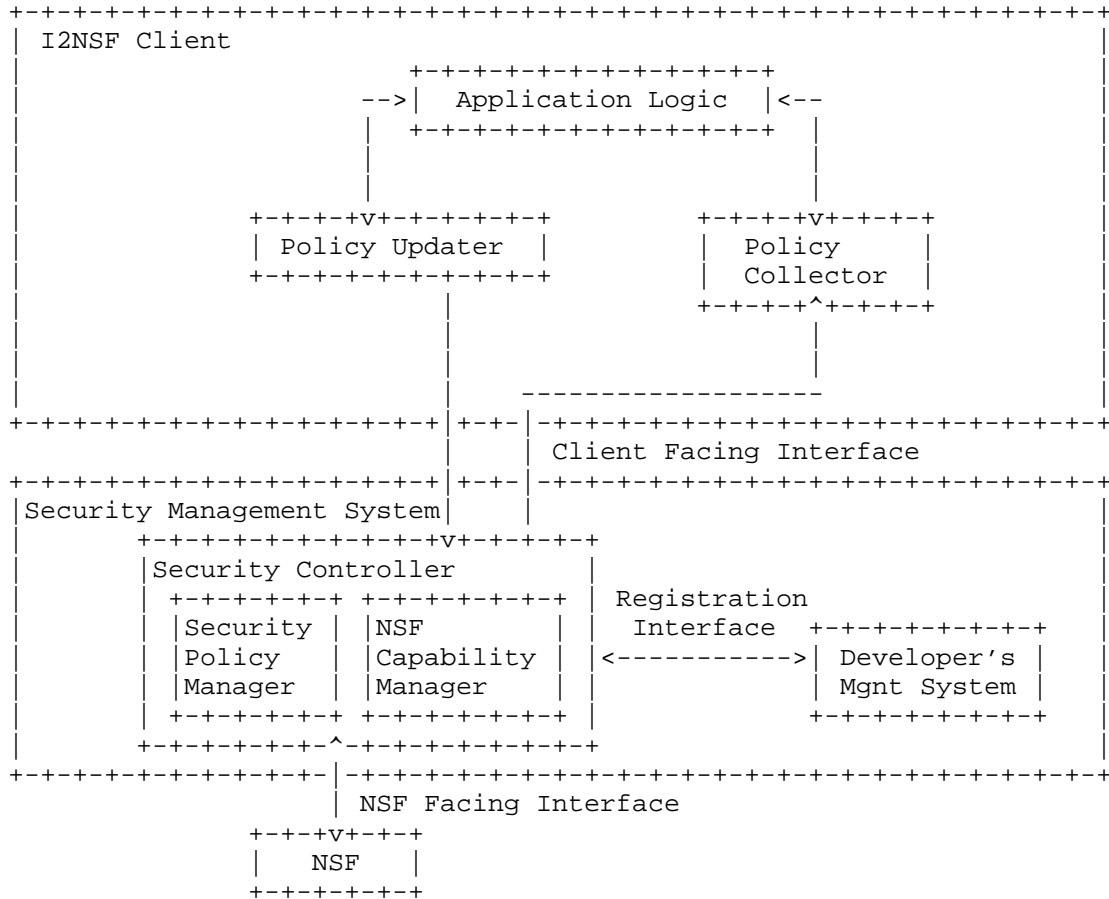 I2NSF Client
Application Logic
Policy Updater
Policy
Collector
Client Facing Interface
Security Management System
Security Controller
Registration
Security NSF Interface
Policy Capability Developer's
Manager Manager Mgnt System
NSF Facing Interface
NSF